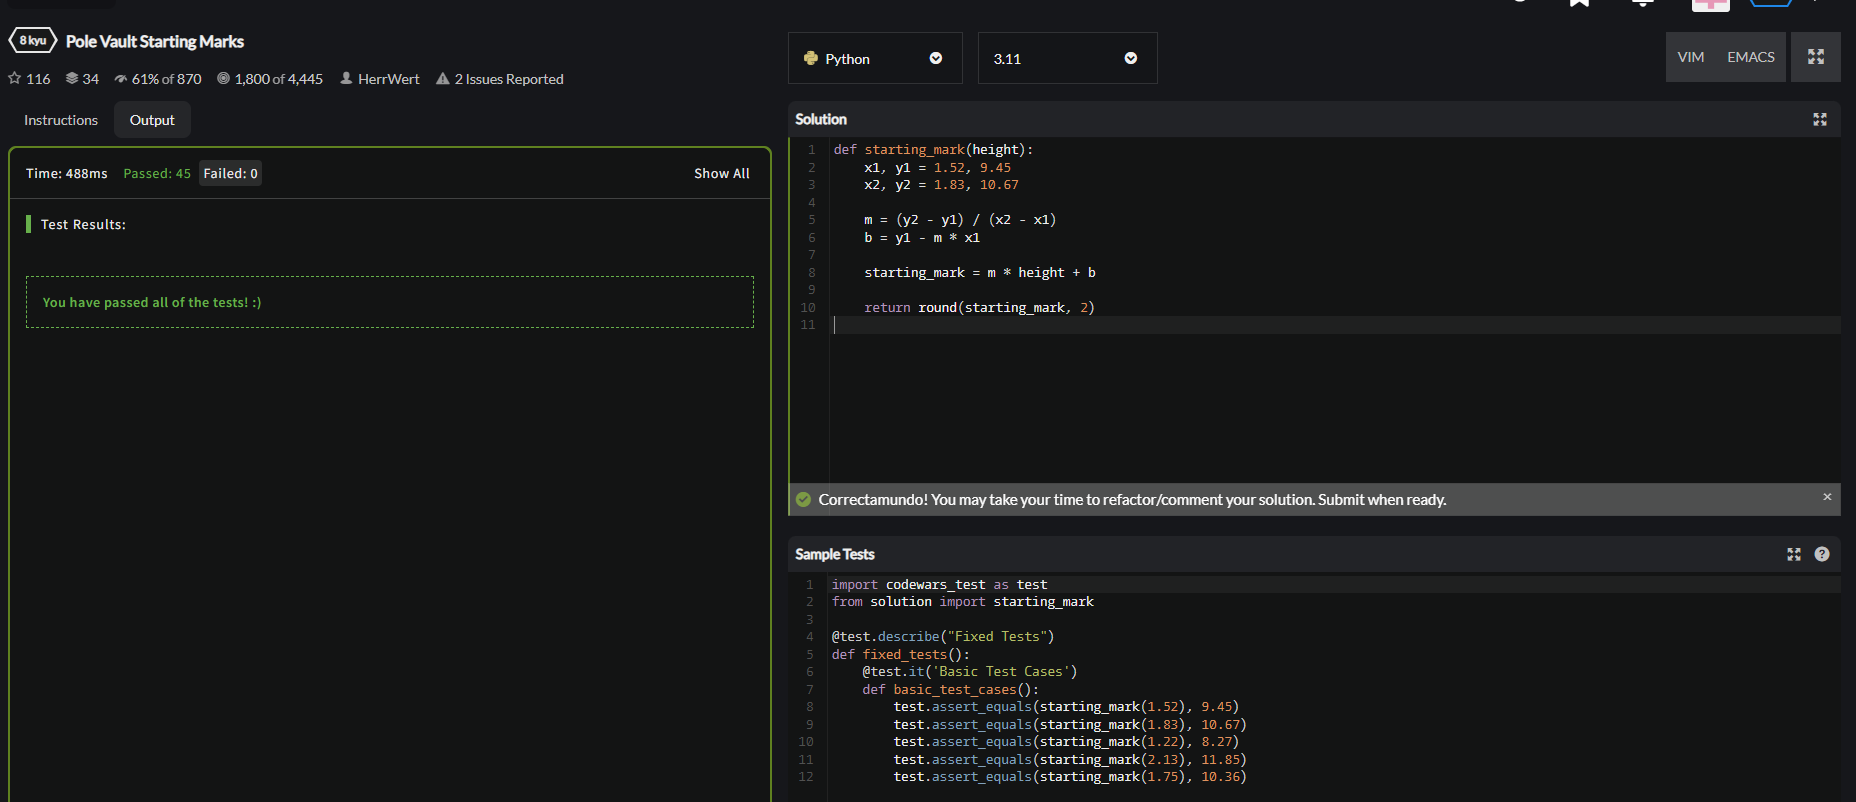 8 kyu Pole Vault Starting Marks
116 34 61% of 870 1,800 of 4,445 HerrWert 2 Issues Reported
Instructions Output
Time: 488ms Passed: 45 Failed: 0 Show All
Test Results:
You have passed all of the tests! :)
Python 3.11 VIM EMACS
Solution
1 def starting_mark(height):
2     x1, y1 = 1.52, 9.45
3     x2, y2 = 1.83, 10.67
4
5     m = (y2 - y1) / (x2 - x1)
6     b = y1 - m * x1
7
8     starting_mark = m * height + b
9
10     return round(starting_mark, 2)
11
Correctamundo! You may take your time to refactor/comment your solution. Submit when ready. ×
Sample Tests ?
1 import codewars_test as test
2 from solution import starting_mark
3
4 @test.describe("Fixed Tests")
5 def fixed_tests():
6     @test.it('Basic Test Cases')
7     def basic_test_cases():
8         test.assert_equals(starting_mark(1.52), 9.45)
9         test.assert_equals(starting_mark(1.83), 10.67)
10         test.assert_equals(starting_mark(1.22), 8.27)
11         test.assert_equals(starting_mark(2.13), 11.85)
12         test.assert_equals(starting_mark(1.75), 10.36)